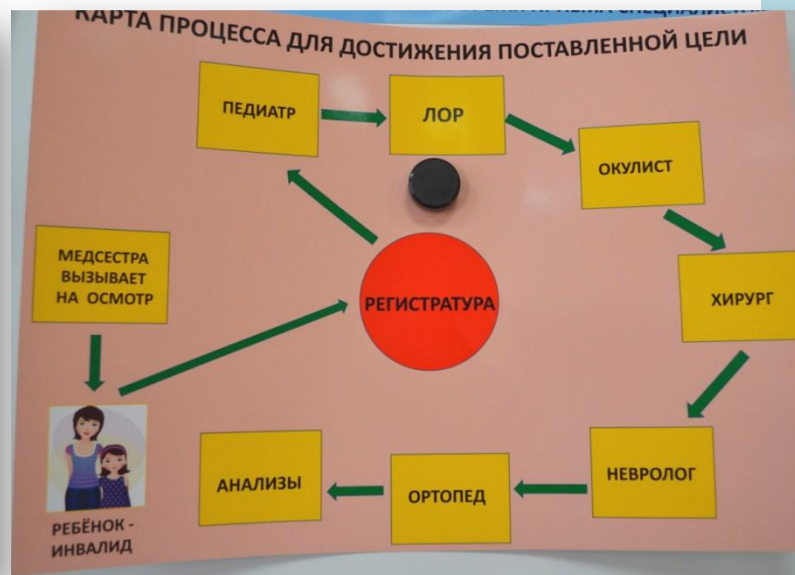 КАРТА ПРОЦЕССА ДЛЯ ДОСТИЖЕНИЯ ПОСТАВЛЕННОЙ ЦЕЛИ
ПЕДИАТР
ЛОР
ОКУЛИСТ
МЕДСЕСТРА
ВЫЗЫВАЕТ
НА ОСМОТР
РЕГИСТРАТУРА
ХИРУРГ
АНАЛИЗЫ
ОРТОПЕД
НЕВРОЛОГ
РЕБЁНОК -
ИНВАЛИД